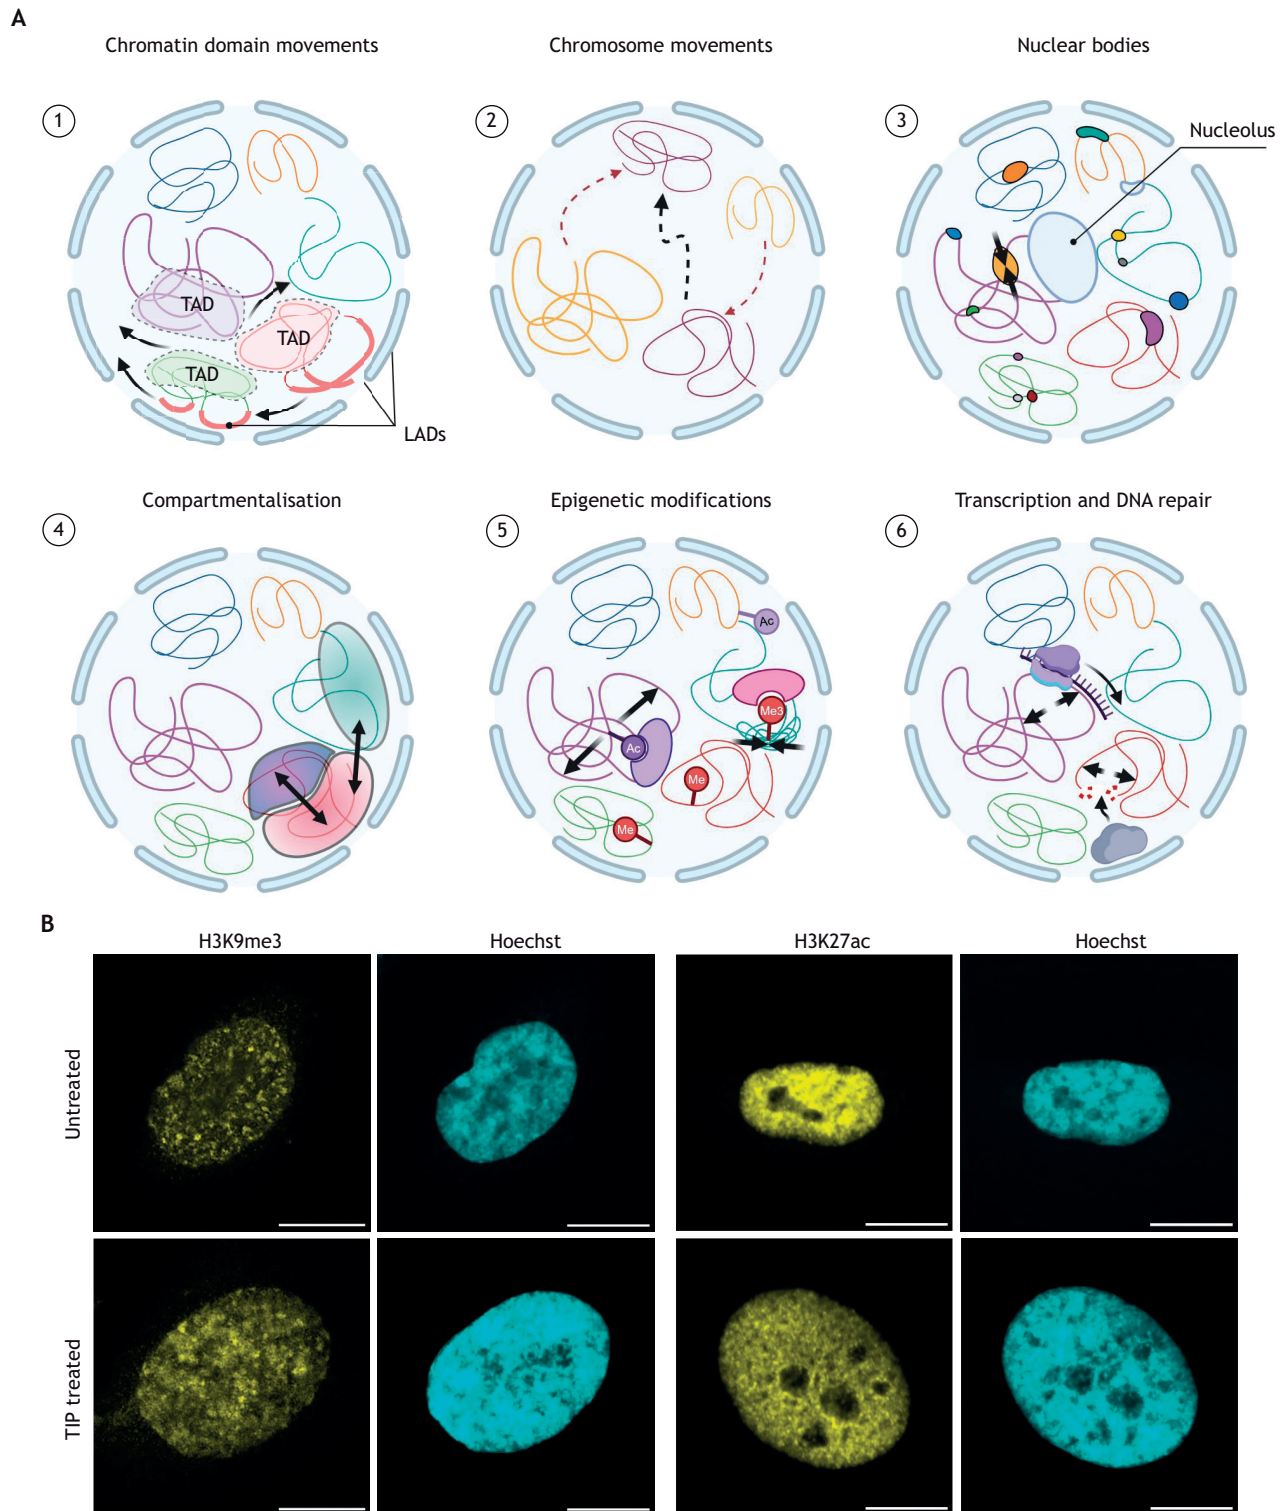 A
Chromatin domain movements
Chromosome movements
Nuclear bodies
1
2
3
Nucleolus
TAD
TAD
TAD
LADs
Compartmentalisation
Epigenetic modifications
Transcription and DNA repair
4
5
6
Ac
Me3
Ac
Me
Me
B
H3K9me3
Hoechst
H3K27ac
Hoechst
Untreated
TIP treated